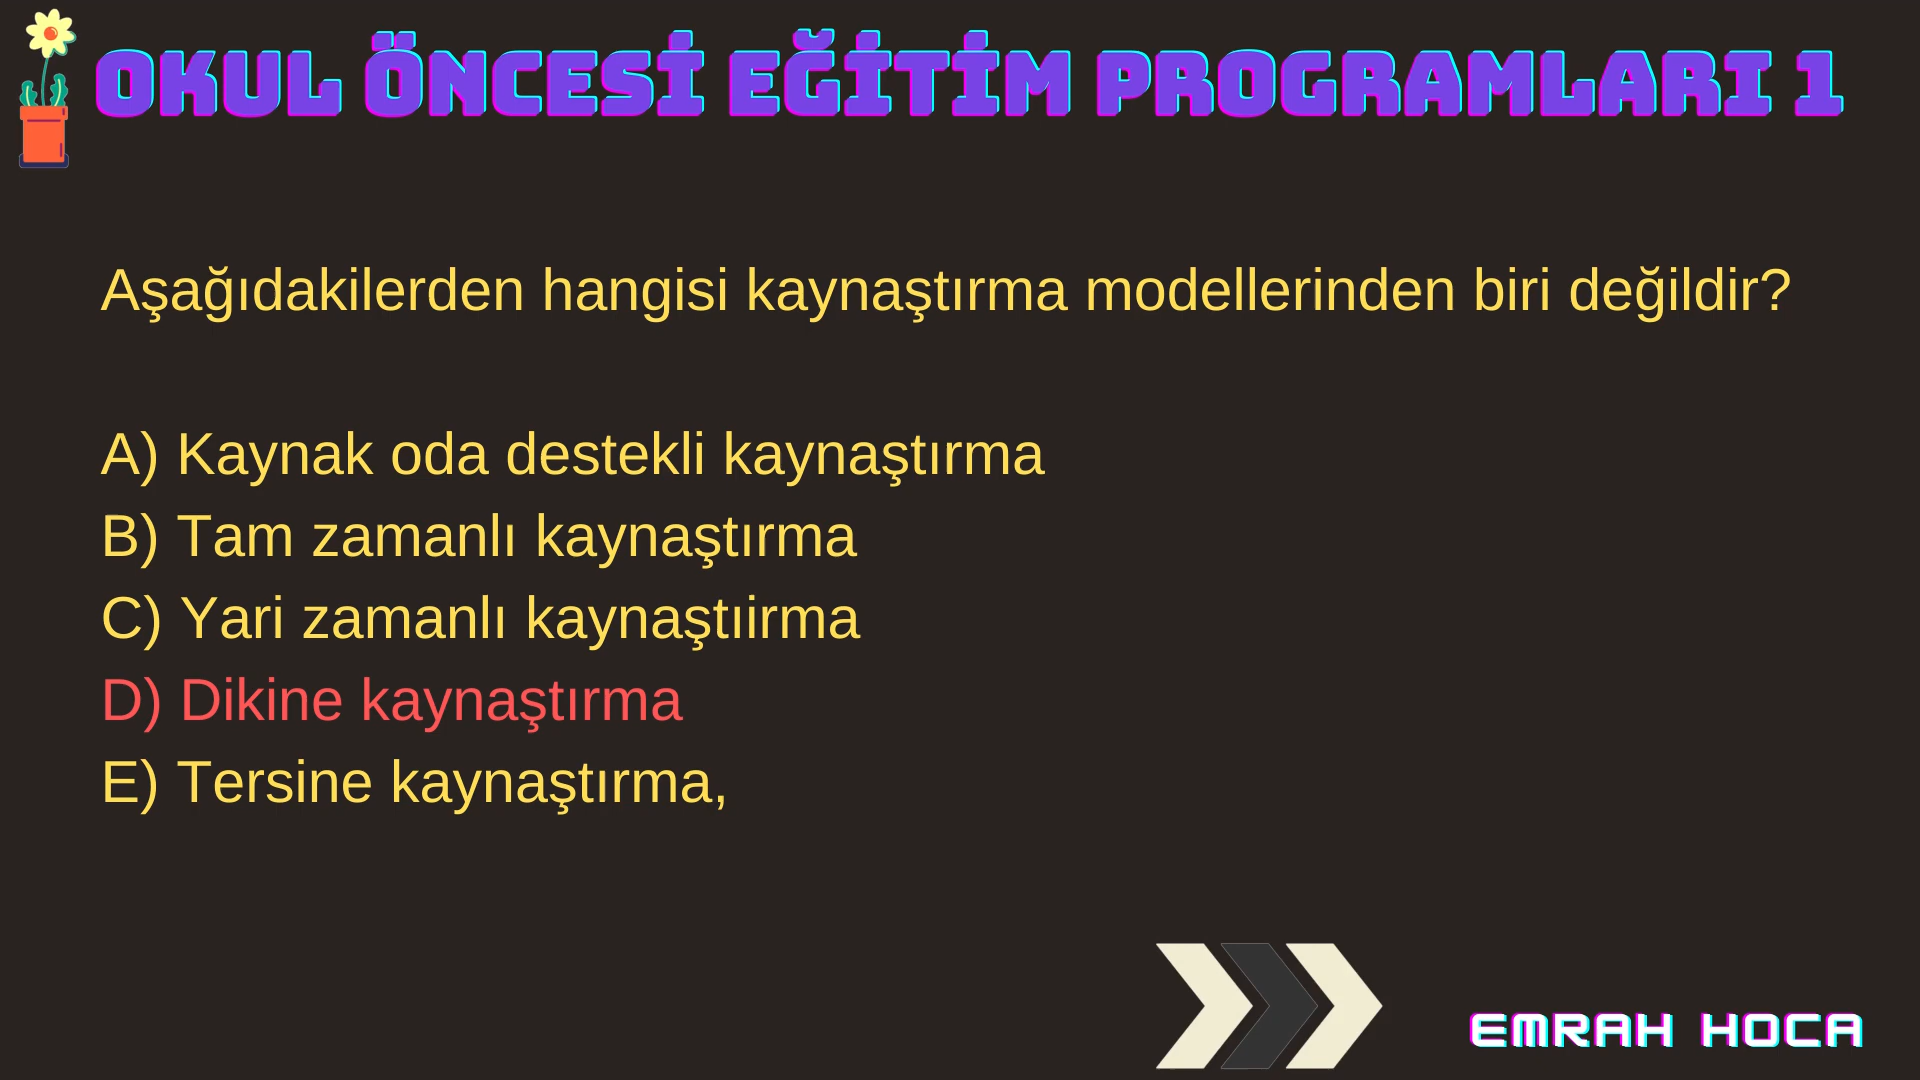 OKUL ÖNCESİ EĞİTİM PROGRAMLARI 1
Aşağıdakilerden hangisi kaynaştırma modellerinden biri değildir?
A) Kaynak oda destekli kaynaştırma
B) Tam zamanlı kaynaştırma
C) Yari zamanlı kaynaştıirma
D) Dikine kaynaştırma
E) Tersine kaynaştırma,
EMRAH HOCA